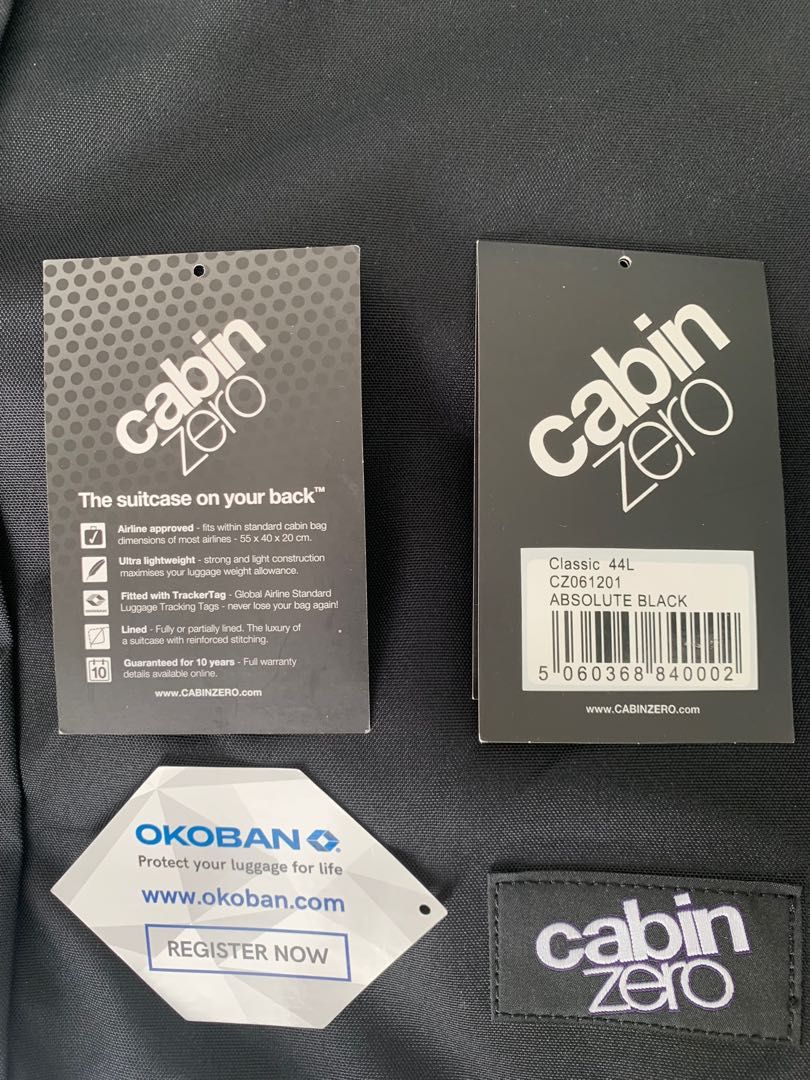 cabin
zero
The suitcase on your back™
Airline approved - fits within standard cabin bag
dimensions of most airlines - 55 x 40 x 20 cm.
Ultra lightweight - strong and light construction
maximises your luggage weight allowance.
Fitted with TrackerTag - Global Airline Standard
Luggage Tracking Tags - never lose your bag again!
Lined - Fully or partially lined. The luxury of
a suitcase with reinforced stitching.
10
Guaranteed for 10 years - Full warranty
details available online.
www.CABINZERO.com
cabin
zero
Classic 44L
CZ061201
ABSOLUTE BLACK
5 060368 840002
www.CABINZERO.com
OKOBAN®
Protect your luggage for life
www.okoban.com
REGISTER NOW
cabin
zero